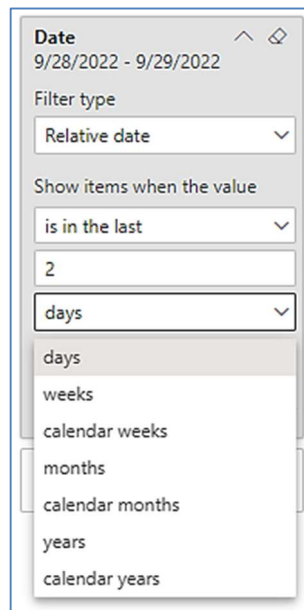 Date
9/28/2022 - 9/29/2022
Filter type
Relative date
Show items when the value
is in the last
2
days
days
weeks
calendar weeks
months
calendar months
years
calendar years